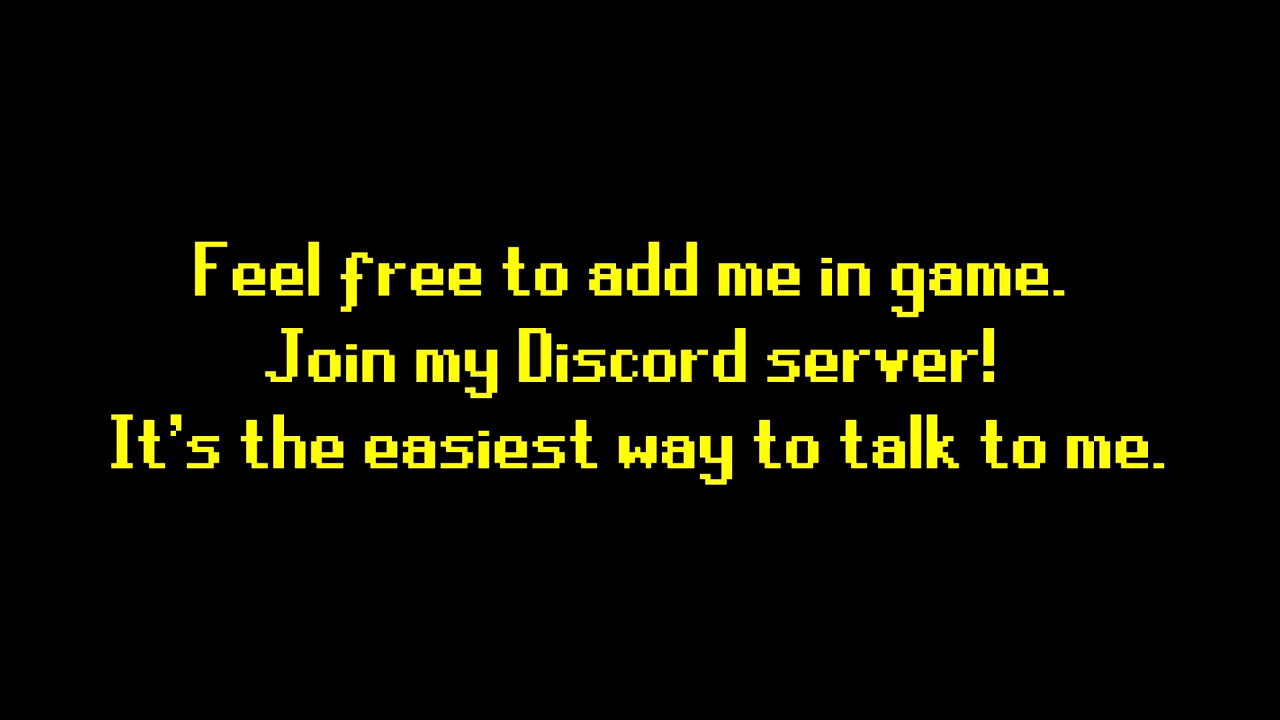 Feel free to add me in game.
Join my Discord server!
It's the easiest way to talk to me.